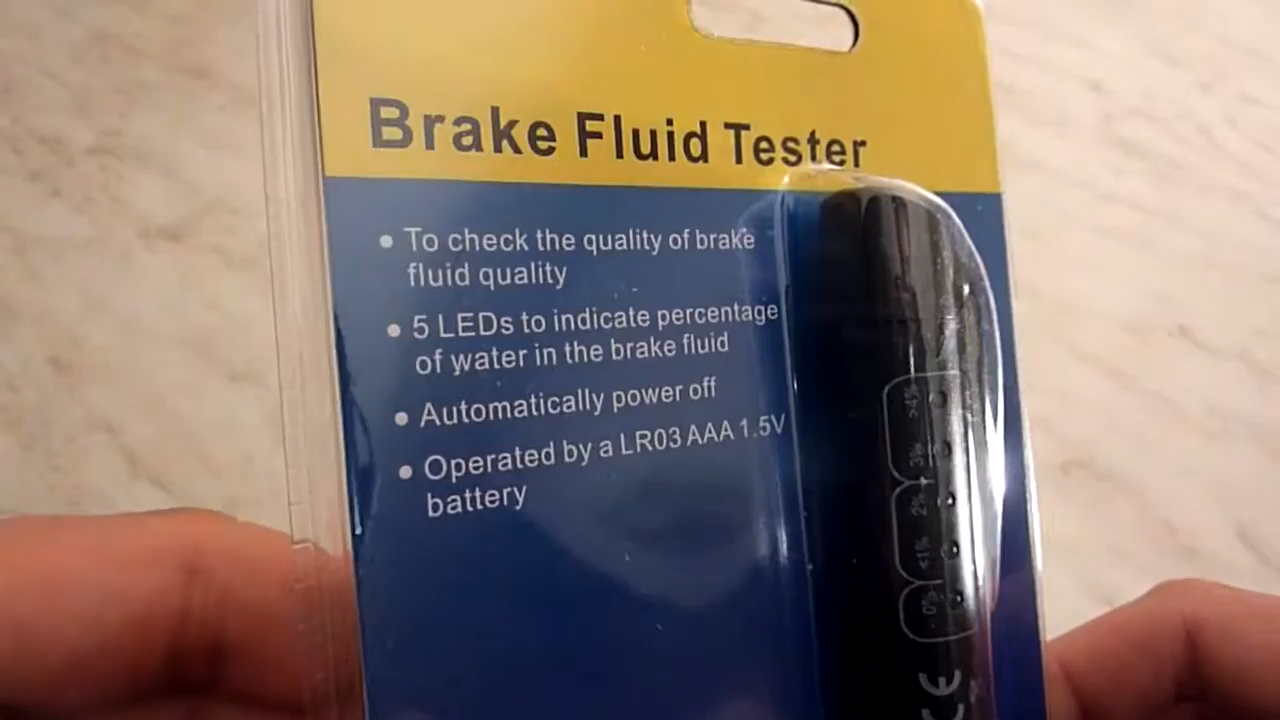 Brake Fluid Tester
• To check the quality of brake
fluid quality
• 5 LEDs to indicate percentage
of water in the brake fluid
• Automatically power off
• Operated by a LR03 AAA 1.5V
battery
>4%
3%
2%
<1%
0%
CE